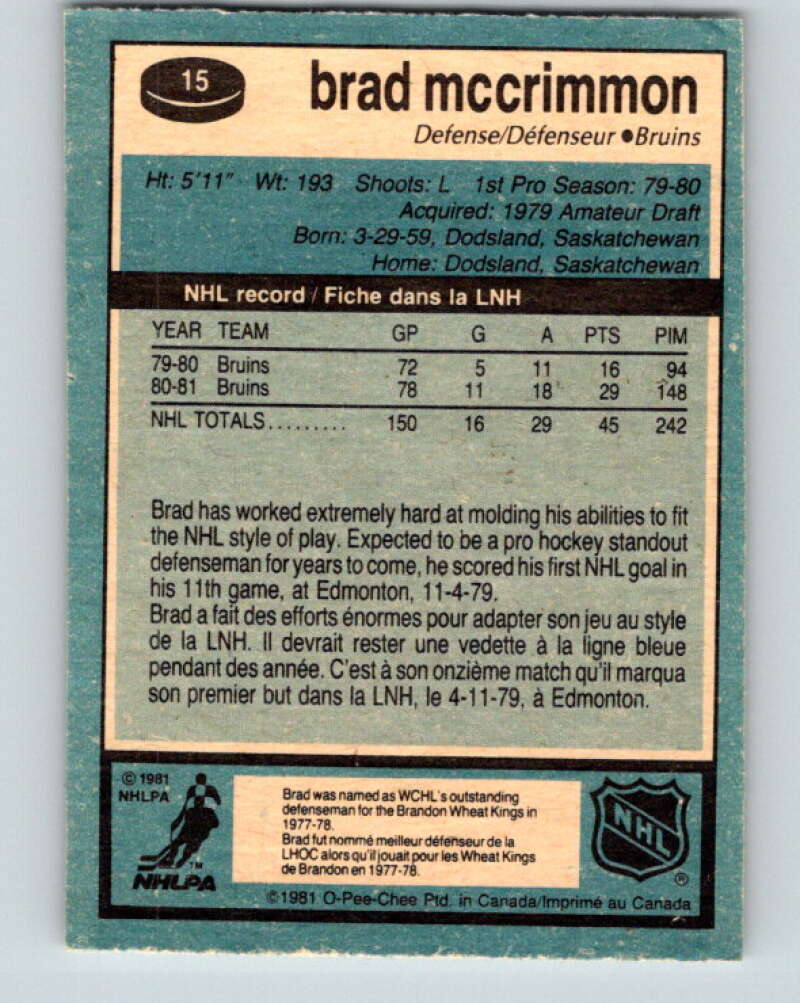 15
brad mccrimmon
Defense/Défenseur ●Bruins
Ht: 5'11" Wt: 193 Shoots: L 1st Pro Season: 79-80
Acquired: 1979 Amateur Draft
Born: 3-29-59, Dodsland, Saskatchewan
Home: Dodsland, Saskatchewan
NHL record / Fiche dans la LNH
YEAR TEAM GP G A PTS PIM
79-80 Bruins 72 5 11 16 94
80-81 Bruins 78 11 18 29 148
NHL TOTALS......... 150 16 29 45 242
Brad has worked extremely hard at molding his abilities to fit
the NHL style of play. Expected to be a pro hockey standout
defenseman for years to come, he scored his first NHL goal in
his 11th game, at Edmonton, 11-4-79.
Brad a fait des efforts énormes pour adapter son jeu au style
de la LNH. Il devrait rester une vedette à la ligne bleue
pendant des année. C'est à son onzième match qu'il marqua
son premier but dans la LNH, le 4-11-79, à Edmonton.
© 1981
NHLPA
TM
NHLPA
Brad was named as WCHL's outstanding
defenseman for the Brandon Wheat Kings in
1977-78.
Brad fut nommé meilleur défenseur de la
LHOC alors qu'il jouait pour les Wheat Kings
de Brandon en 1977-78.
NHL
®
©1981 O-Pee-Chee Ptd. in Canada/Imprimé au Canada